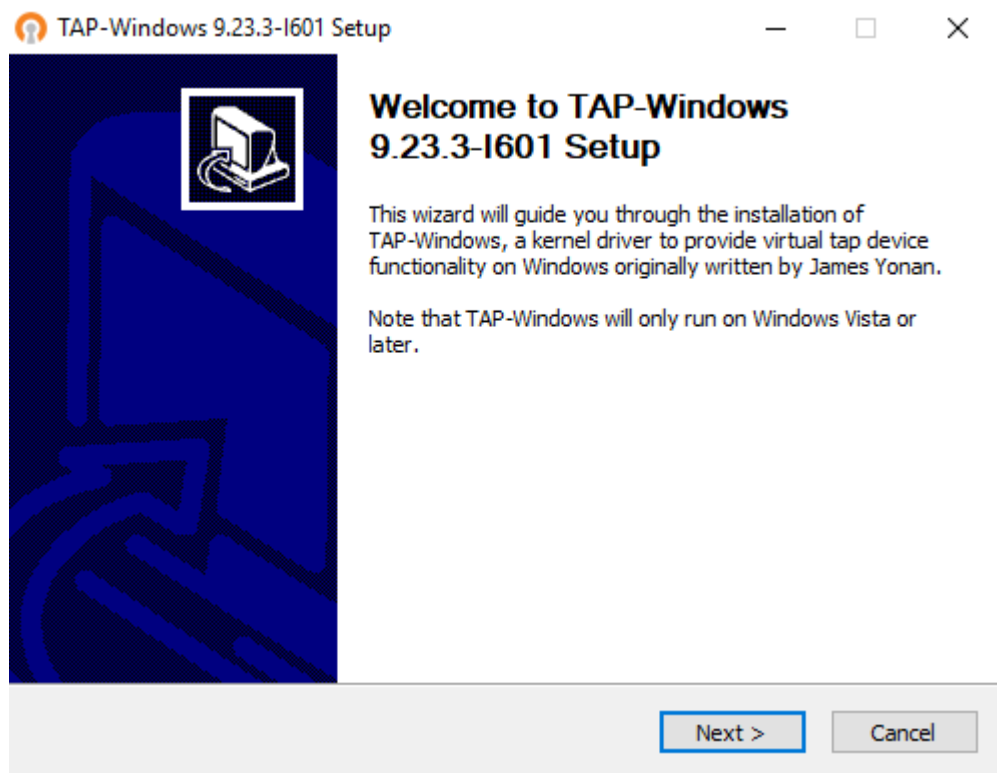 TAP-Windows 9.23.3-I601 Setup
Welcome to TAP-Windows
9.23.3-I601 Setup
This wizard will guide you through the installation of
TAP-Windows, a kernel driver to provide virtual tap device
functionality on Windows originally written by James Yonan.
Note that TAP-Windows will only run on Windows Vista or
later.
Next >
Cancel